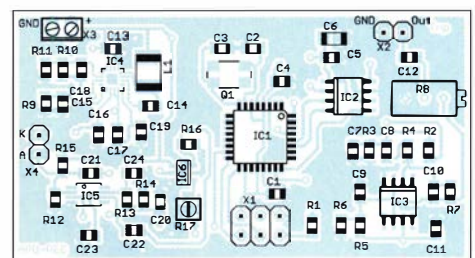 GND + X3
C13
R11 R10
IC4
L1
C3 C2
C6
GND Out
X2
C5
C12
C4
Q1
IC2
R8
C18
R9 C15
C14
C16
C17
C19
R16
IC1
K
A
X4
R15
C21
C24
IC6
C7 R3 C8 R4 R2
IC5
R12
R13
R14
C20
R17
C1
X1
C9
C10
R7
R1 R6 R5
IC3
C11
C23
C22